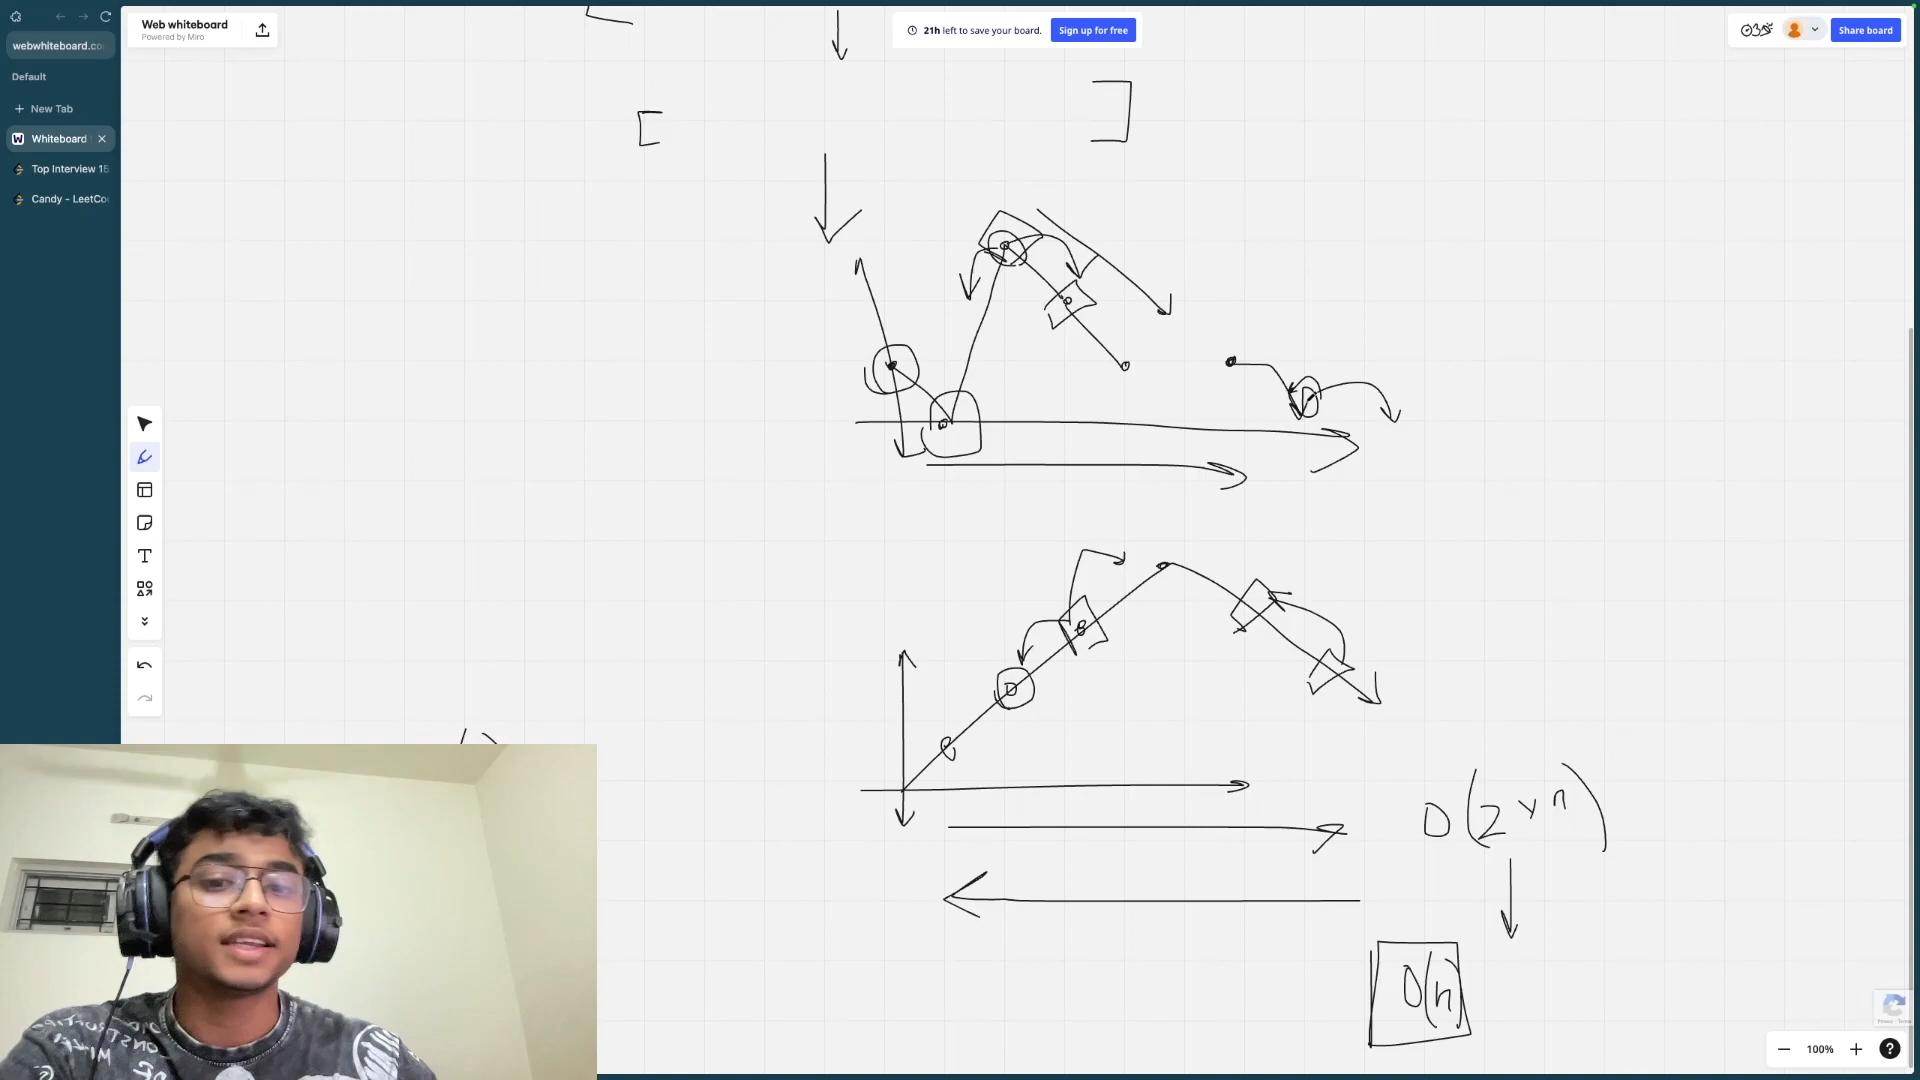 webwhiteboard.co
Default
New Tab
Whiteboard
Top Interview 15
Candy - LeetCo
Web whiteboard
Powered by Miro
21h left to save your board.
Sign up for free
Share board
T
O(2 x n)
O(n)
100%
?